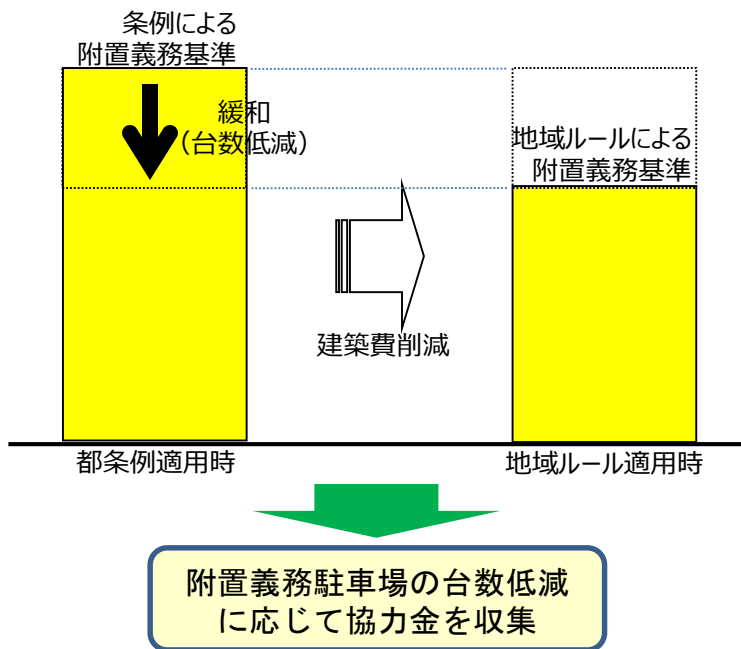 条例による
附置義務基準
緩和
（台数低減）
地域ルールによる
附置義務基準
建築費削減
都条例適用時
地域ルール適用時
附置義務駐車場の台数低減
に応じて協力金を収集